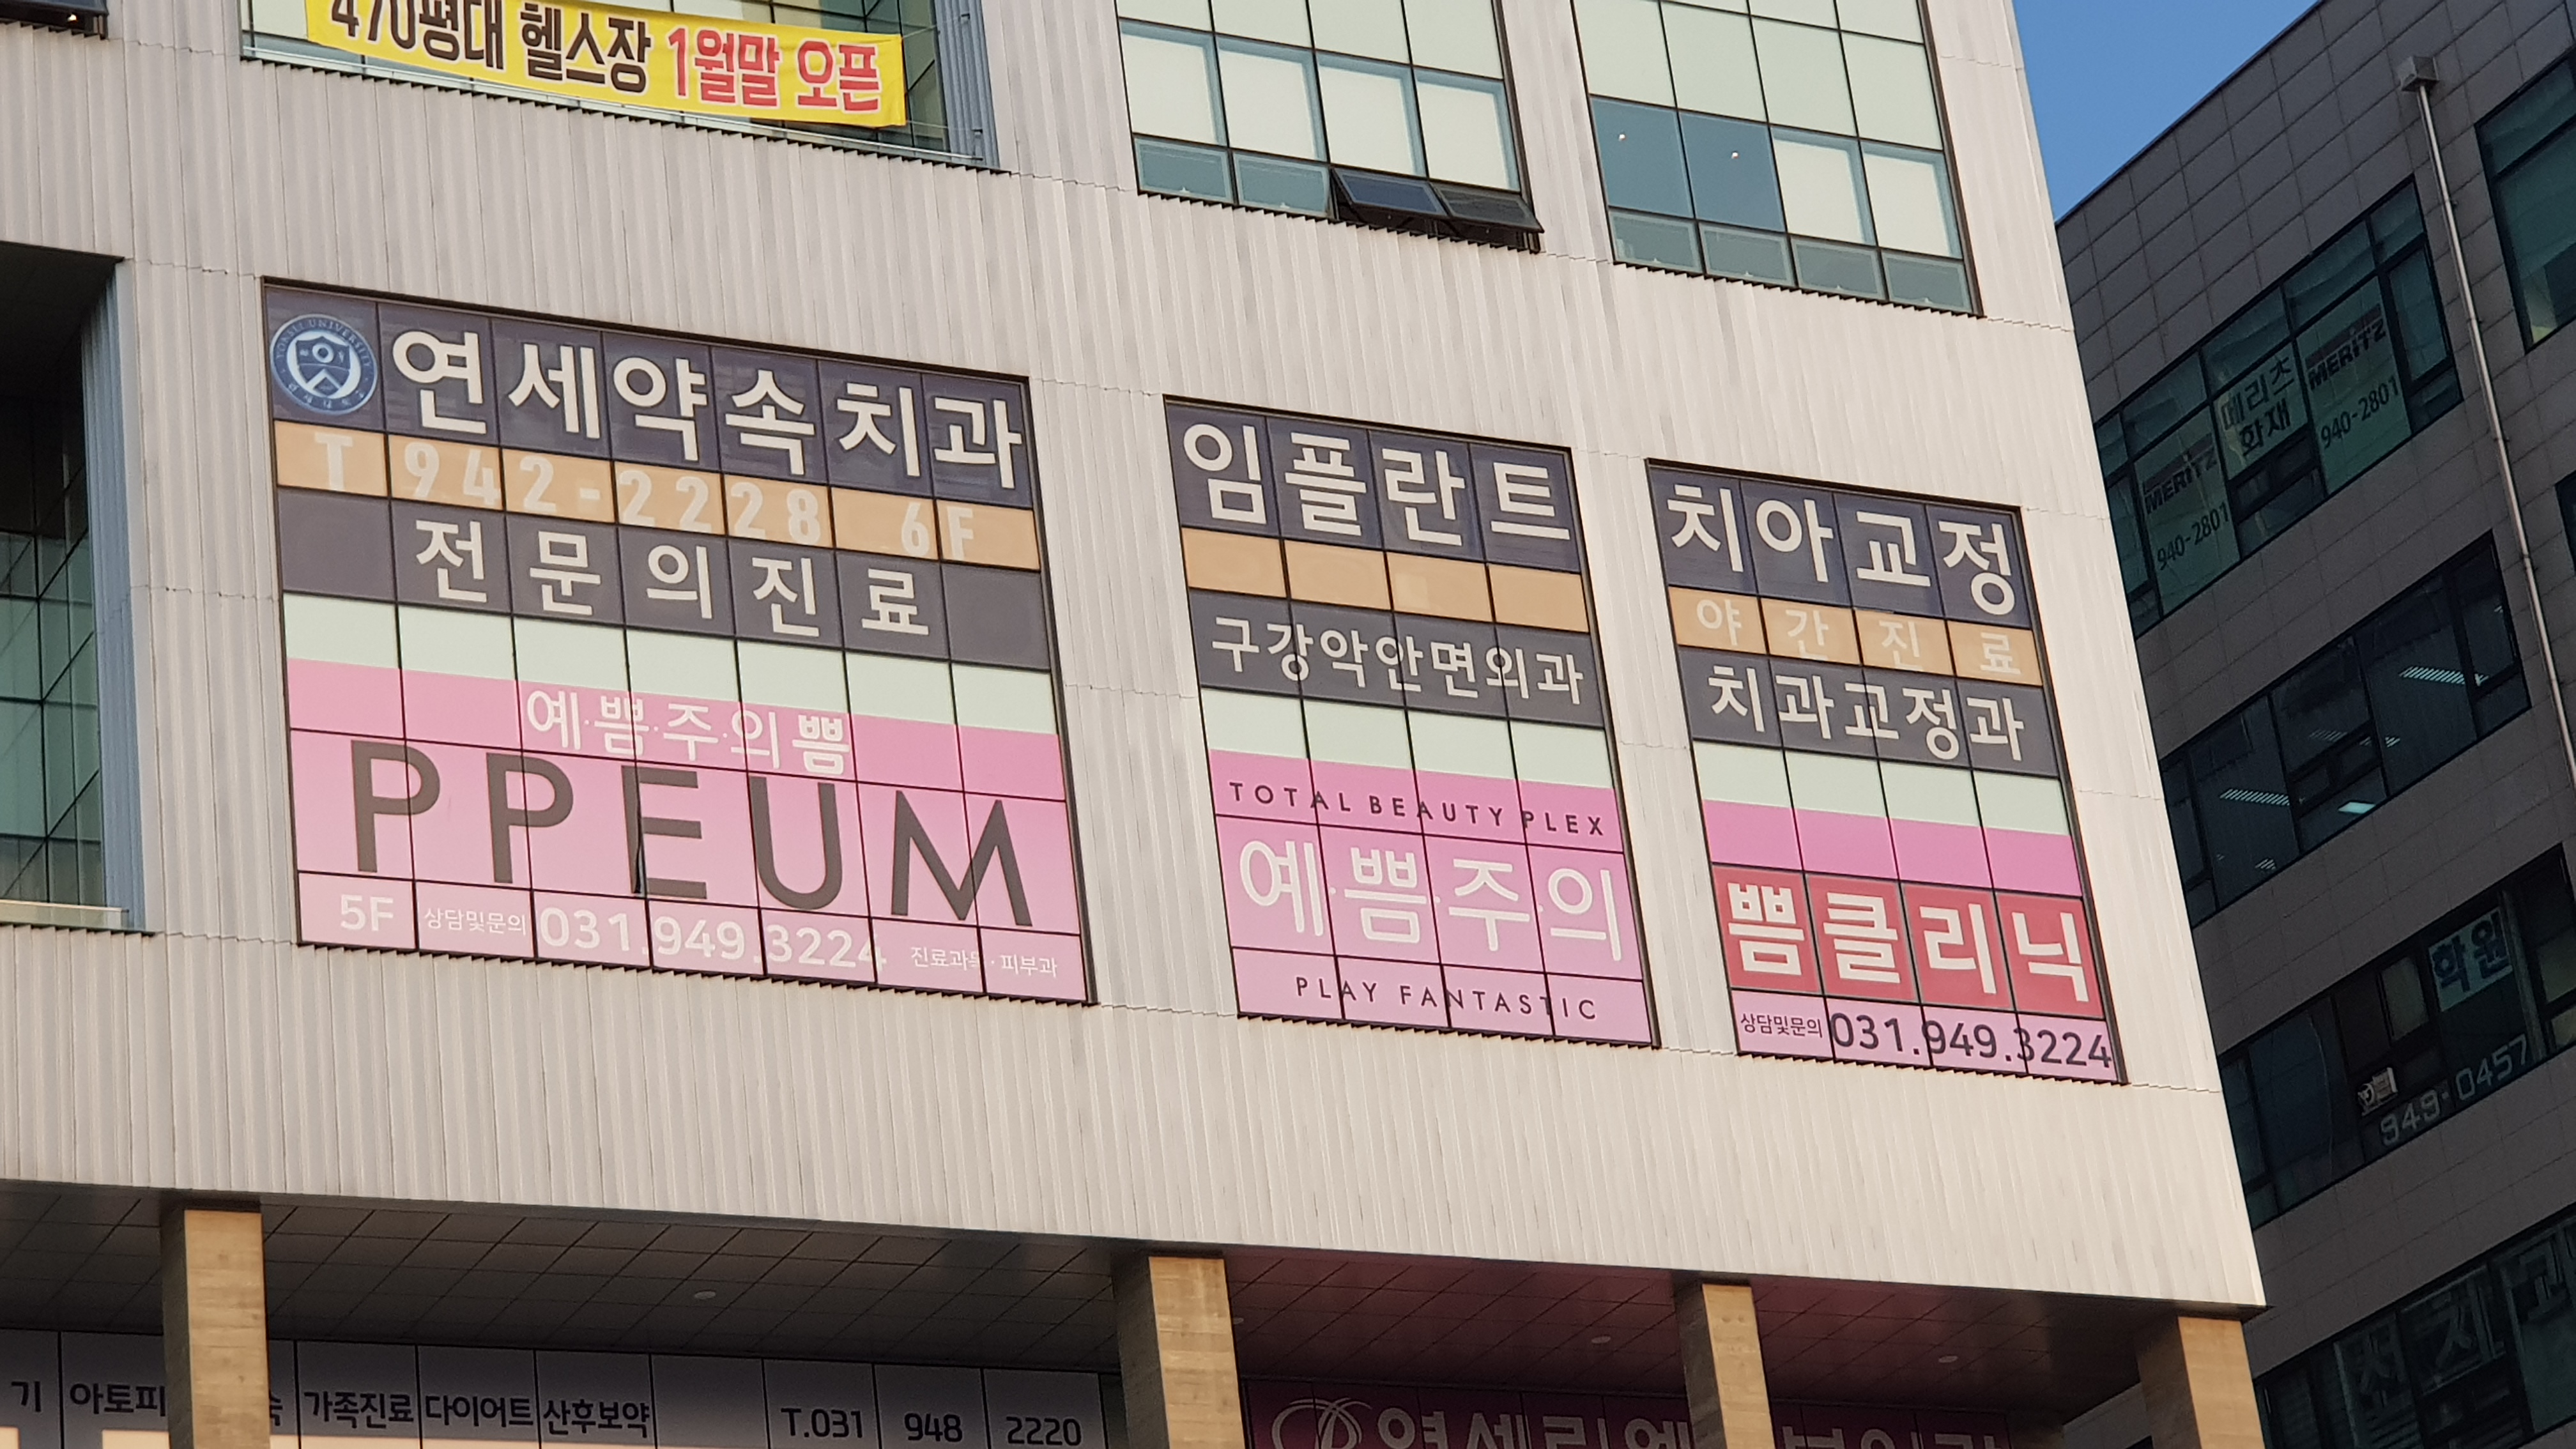 470평대 헬스장 1월말 오픈
YONSEI UNIVERSITY
연세약속치과
T 942-2228 6F
전문의진료
예·쁨·주·의 쁨
PPEUM
5F 상담및문의 031.949.3224 진료과목·피부과
임플란트
구강악안면외과
TOTAL BEAUTY PLEX
예·쁨·주·의
PLAY FANTASTIC
치아교정
야간진료
치과교정과
쁨클리닉
상담및문의 031.949.3224
메리츠
화재
MERITZ
940-2801
MERITZ
940-2801
학원
949-0457
기 아토피
가족진료 다이어트 산후보약 T.031 948 2220